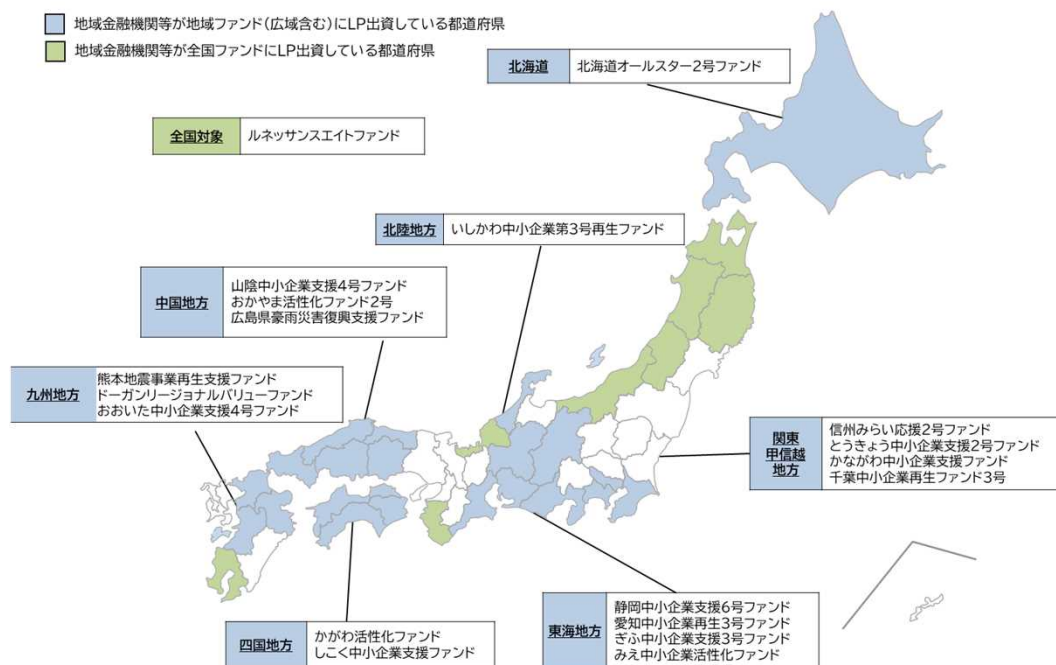 地域金融機関等が地域ファンド(広域含む)にLP出資している都道府県
地域金融機関等が全国ファンドにLP出資している都道府県
北海道
北海道オールスター2号ファンド
全国対象
ルネッサンスエイトファンド
北陸地方
いしかわ中小企業第3号再生ファンド
中国地方
山陰中小企業支援4号ファンド
おかやま活性化ファンド2号
広島県豪雨災害復興支援ファンド
九州地方
熊本地震事業再生支援ファンド
ドーガンリージョナルバリューファンド
おおいた中小企業支援4号ファンド
関東
甲信越
地方
信州みらい応援2号ファンド
とうきょう中小企業支援2号ファンド
かながわ中小企業支援ファンド
千葉中小企業再生ファンド3号
四国地方
かがわ活性化ファンド
しこく中小企業支援ファンド
東海地方
静岡中小企業支援6号ファンド
愛知中小企業再生3号ファンド
ぎふ中小企業支援3号ファンド
みえ中小企業活性化ファンド